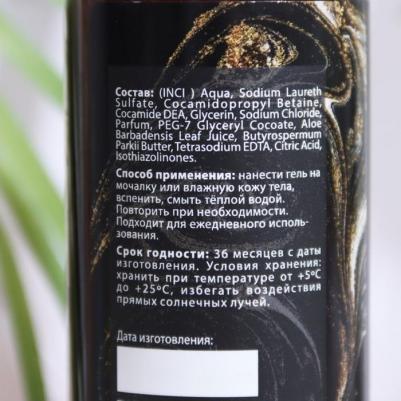 Состав: (INCI ) Aqua, Sodium Laureth
Sulfate, Cocamidopropyl Betaine,
Cocamide DEA, Glycerin, Sodium Chloride,
Parfum, PEG-7 Glyceryl Cocoate, Aloe
Barbadensis Leaf Juice, Butyrospermum
Parkii Butter, Tetrasodium EDTA, Citric Acid,
Isothiazolinones.
Способ применения: нанести гель на
мочалку или влажную кожу тела,
вспенить, смыть тёплой водой.
Повторить при необходимости.
Подходит для ежедневного исполь-
зования.
Срок годности: 36 месяцев с даты
изготовления. Условия хранения:
хранить при температуре от +5°С
до +25°С, избегать воздействия
прямых солнечных лучей.
Дата изготовления: